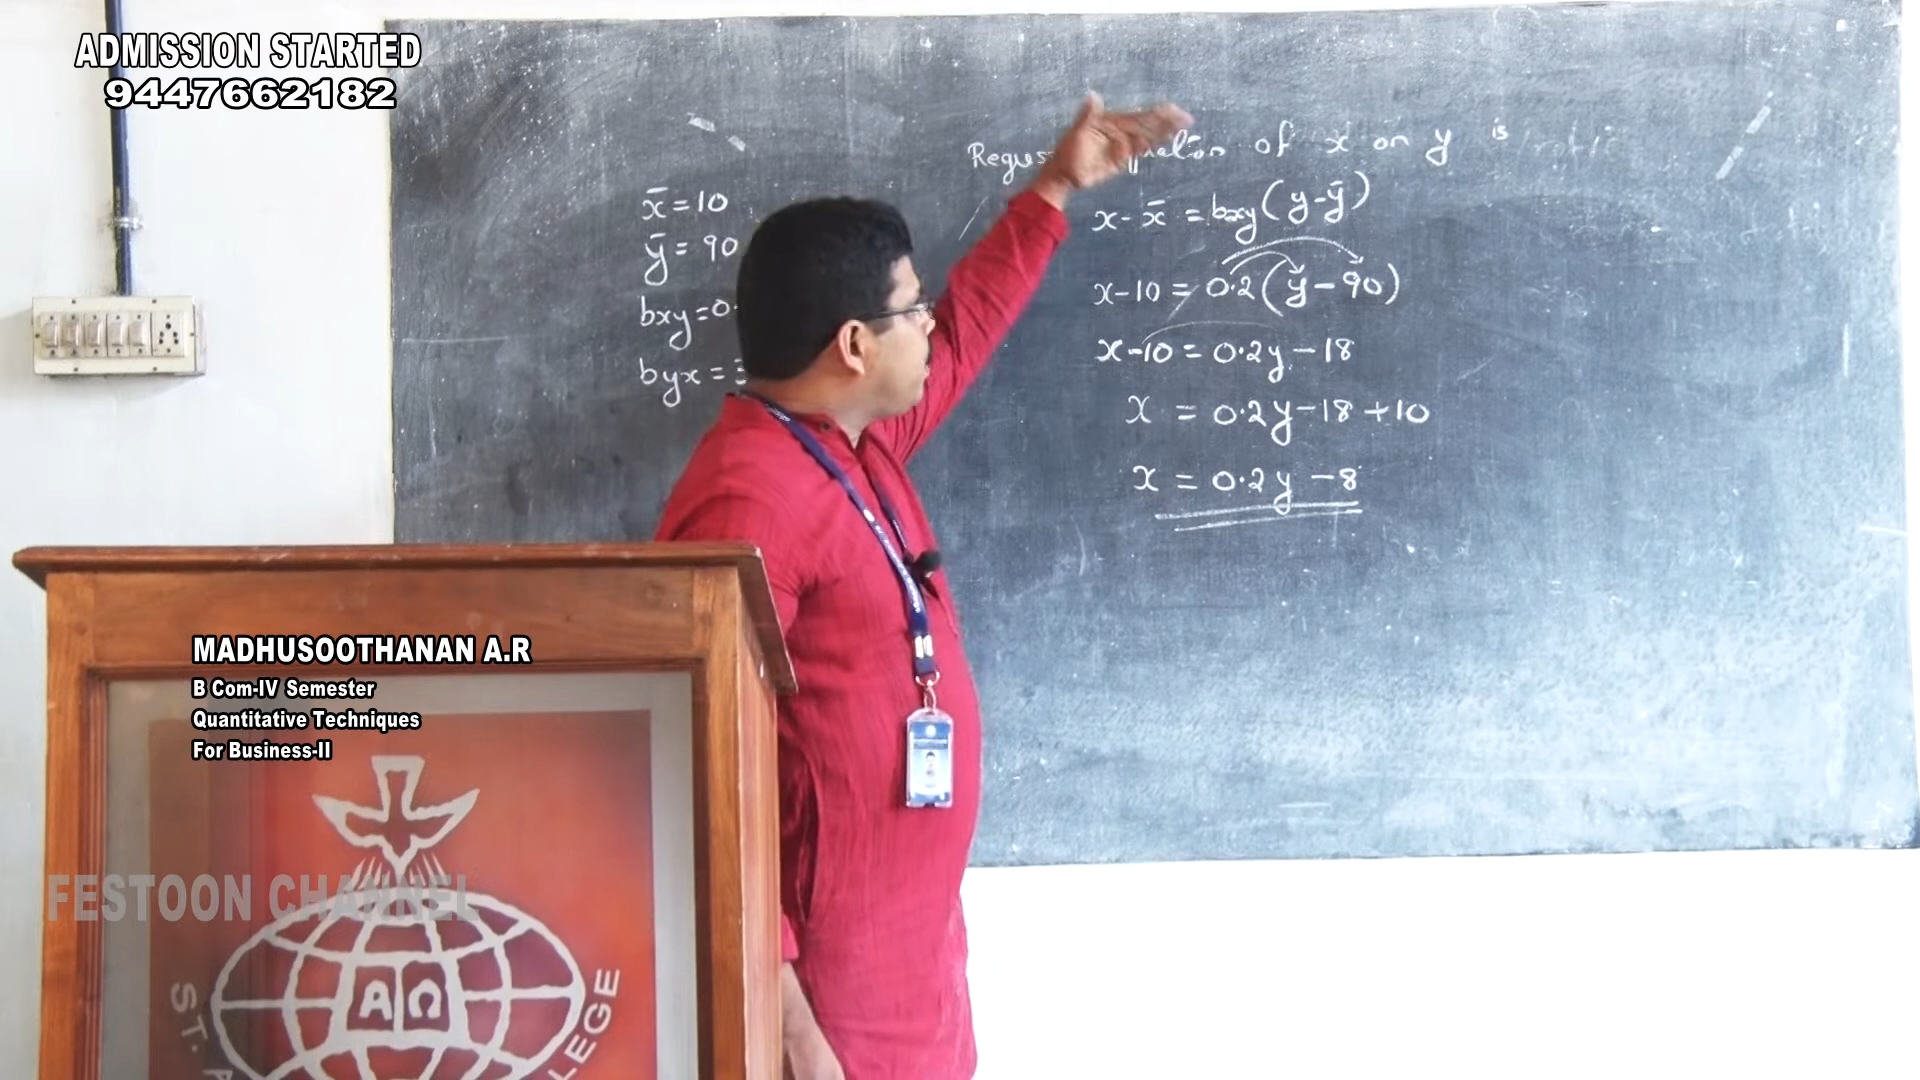 ADMISSION STARTED
9447662182
x̄ = 10
ȳ = 90
bxy = 0.
byx =
of x on y is
x - x̄ = bxy (y - ȳ)
x - 10 = 0.2 (y - 90)
x - 10 = 0.2y - 18
x = 0.2y - 18 + 10
x = 0.2y - 8
MADHUSOOTHANAN A.R
B Com-IV Semester
Quantitative Techniques
For Business-II
FESTOON CHANNEL
ΑΩ
ST.